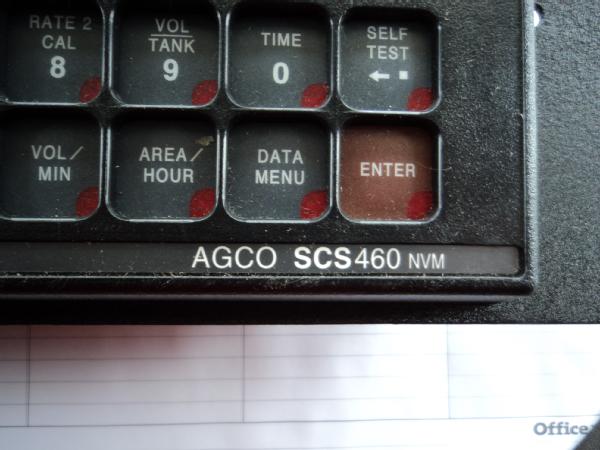 RATE 2
CAL
8
VOL
TANK
9
TIME
0
SELF
TEST
VOL/
MIN
AREA/
HOUR
DATA
MENU
ENTER
AGCO SCS460 NVM
Office